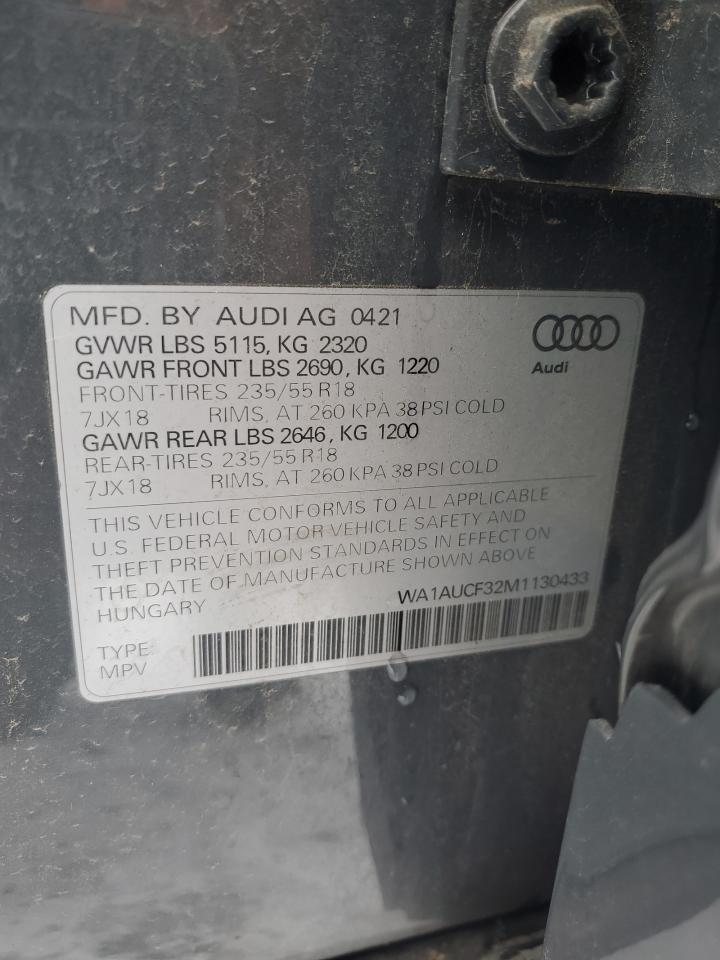 MFD. BY AUDI AG 0421
GVWR LBS 5115, KG 2320
GAWR FRONT LBS 2690, KG 1220
FRONT-TIRES 235/55 R18
7JX18 RIMS, AT 260 KPA 38 PSI COLD
GAWR REAR LBS 2646, KG 1200
REAR-TIRES 235/55 R18
7JX18 RIMS, AT 260 KPA 38 PSI COLD
Audi
THIS VEHICLE CONFORMS TO ALL APPLICABLE
U.S. FEDERAL MOTOR VEHICLE SAFETY AND
THEFT PREVENTION STANDARDS IN EFFECT ON
THE DATE OF MANUFACTURE SHOWN ABOVE
HUNGARY WA1AUCF32M1130433
TYPE:
MPV